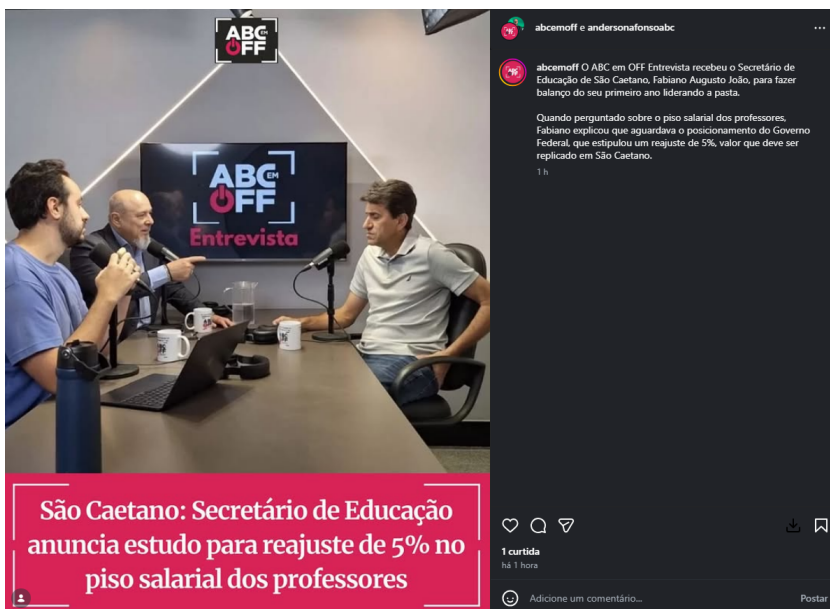 ABC EM
OFF
ABC EM
OFF
Entrevista
São Caetano: Secretário de Educação
anuncia estudo para reajuste de 5% no
piso salarial dos professores
abcemoff e andersonafonsoabc
abcemoff O ABC em OFF Entrevista recebeu o Secretário de
Educação de São Caetano, Fabiano Augusto João, para fazer
balanço do seu primeiro ano liderando a pasta.
Quando perguntado sobre o piso salarial dos professores,
Fabiano explicou que aguardava o posicionamento do Governo
Federal, que estipulou um reajuste de 5%, valor que deve ser
replicado em São Caetano.
1 h
1 curtida
há 1 hora
Adicione um comentário... Postar